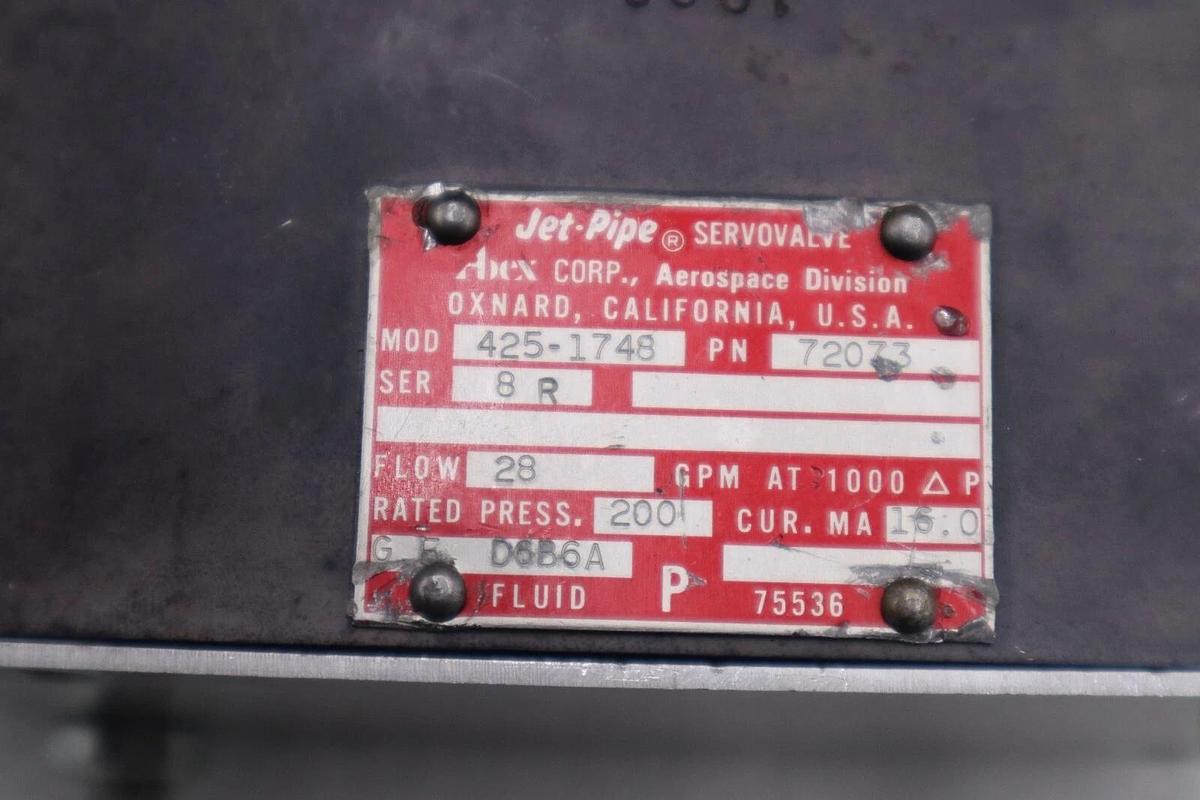 Jet-Pipe ® SERVOVALVE
Abex CORP., Aerospace Division
OXNARD, CALIFORNIA, U.S.A.
MOD 425-1748 PN 72073
SER 8 R
FLOW 28 GPM AT 1000 Δ P
RATED PRESS. 200 CUR. MA 16.0
G E D6B6A
FLUID P 75536